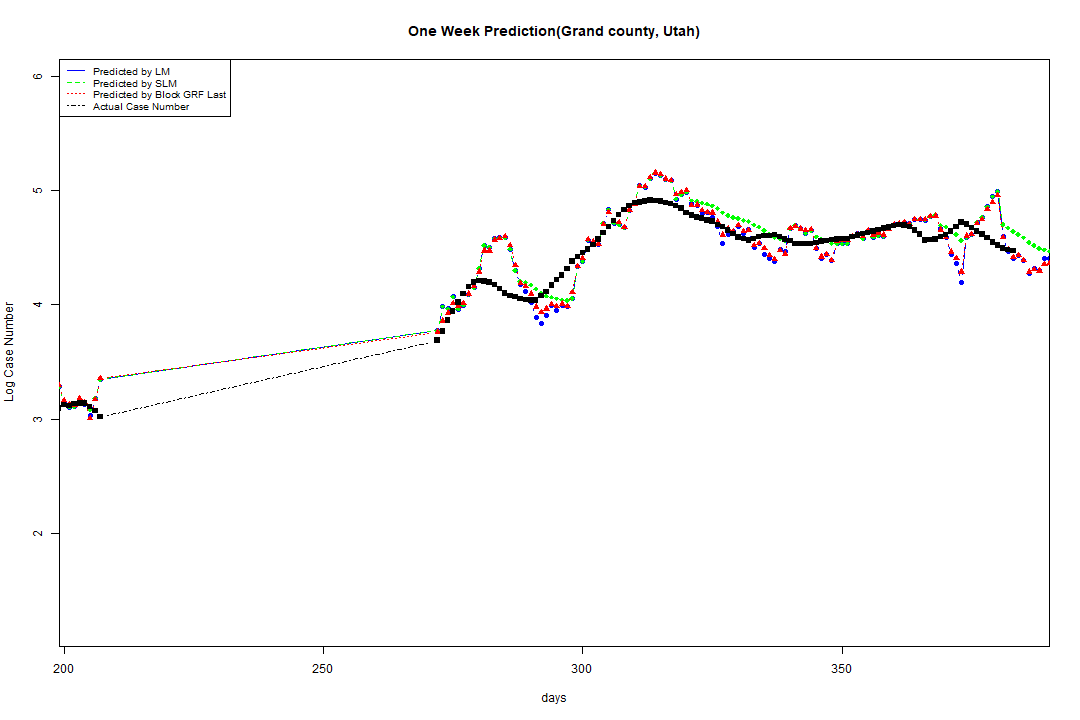 One Week Prediction(Grand county, Utah)
Predicted by LM
Predicted by SLM
Predicted by Block GRF Last
Actual Case Number
6
5
4
3
2
Log Case Number
200 250 300 350
days